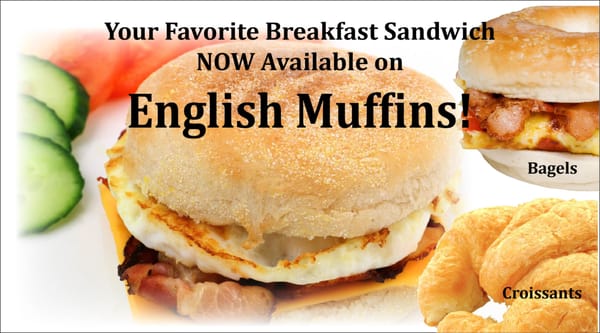 Your Favorite Breakfast Sandwich
NOW Available on
English Muffins!
Bagels
Croissants